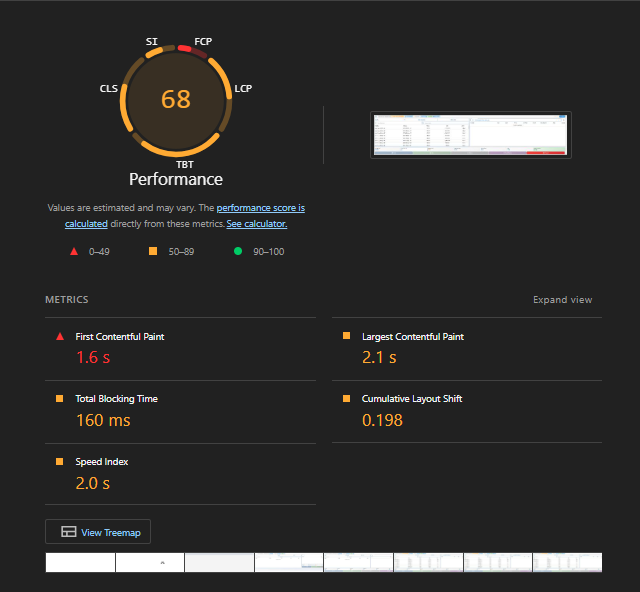 SI
FCP
CLS
LCP
68
TBT
Performance
Values are estimated and may vary. The performance score is
calculated directly from these metrics. See calculator.
0–49
50–89
90–100
METRICS
Expand view
First Contentful Paint
1.6 s
Largest Contentful Paint
2.1 s
Total Blocking Time
160 ms
Cumulative Layout Shift
0.198
Speed Index
2.0 s
View Treemap